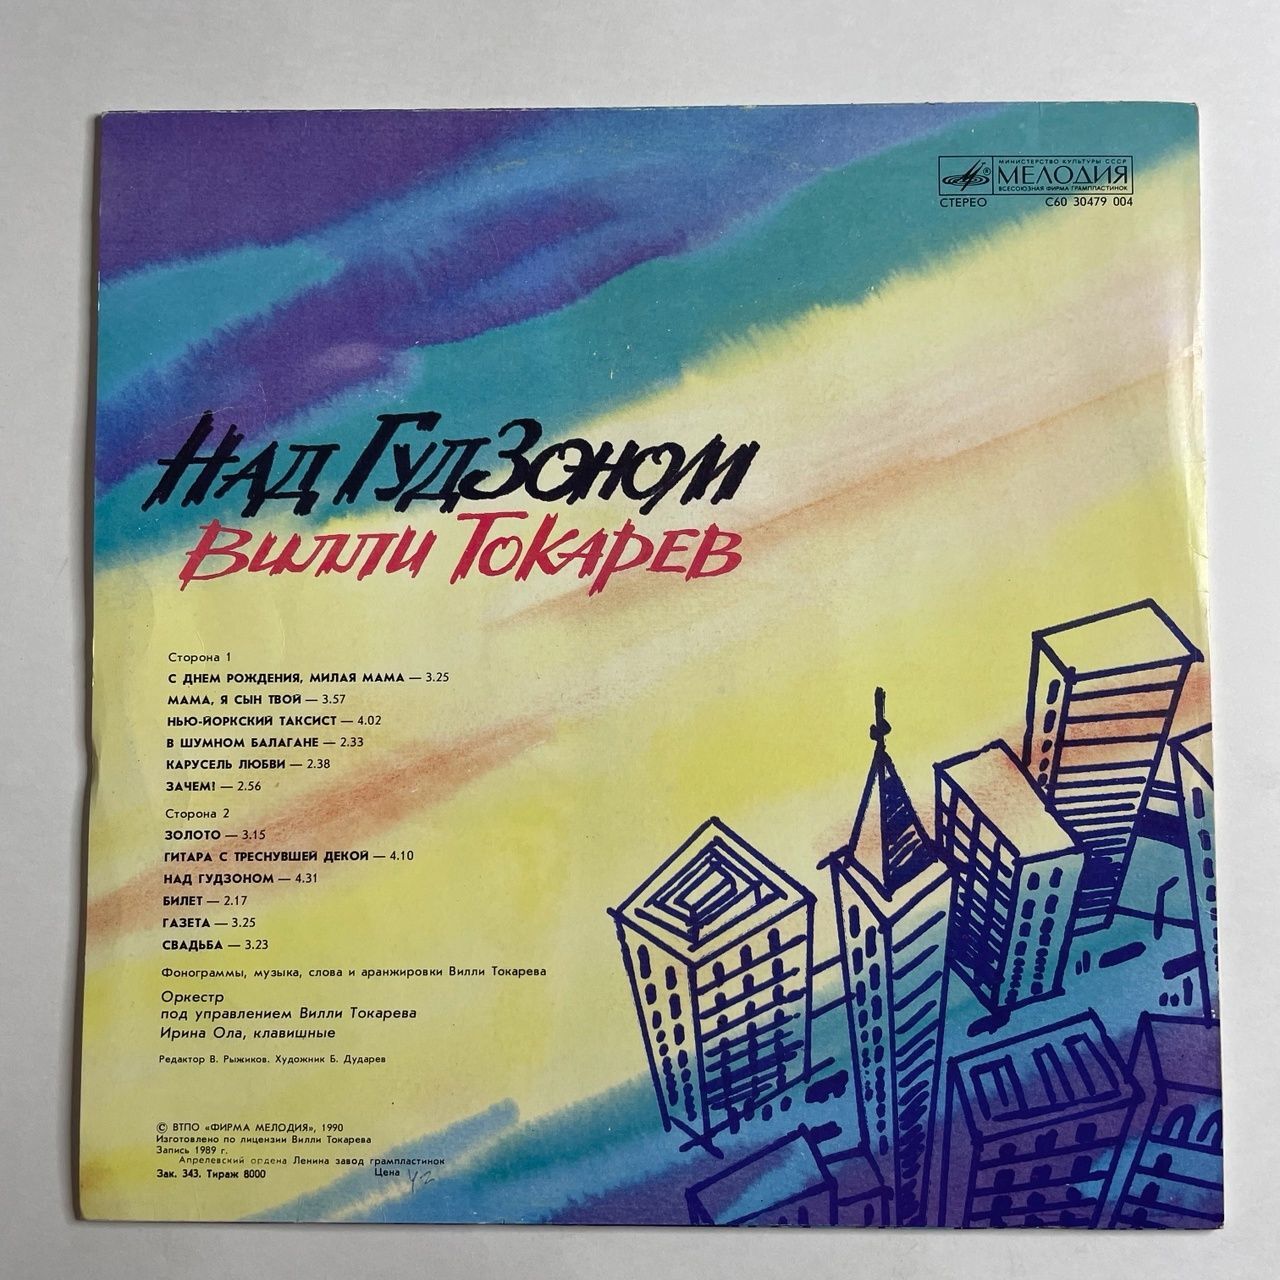 МИНИСТЕРСТВО КУЛЬТУРЫ СССР
МЕЛОДИЯ
ВСЕСОЮЗНАЯ ФИРМА ГРАМПЛАСТИНОК
СТЕРЕО С60 30479 004
НАД ГУДЗОНОМ
ВИЛЛИ ТОКАРЕВ
Сторона 1
С ДНЕМ РОЖДЕНИЯ, МИЛАЯ МАМА — 3.25
МАМА, Я СЫН ТВОЙ — 3.57
НЬЮ-ЙОРКСКИЙ ТАКСИСТ — 4.02
В ШУМНОМ БАЛАГАНЕ — 2.33
КАРУСЕЛЬ ЛЮБВИ — 2.38
ЗАЧЕМ! — 2.56
Сторона 2
ЗОЛОТО — 3.15
ГИТАРА С ТРЕСНУВШЕЙ ДЕКОЙ — 4.10
НАД ГУДЗОНОМ — 4.31
БИЛЕТ — 2.17
ГАЗЕТА — 3.25
СВАДЬБА — 3.23
Фонограммы, музыка, слова и аранжировки Вилли Токарева
Оркестр
под управлением Вилли Токарева
Ирина Ола, клавишные
Редактор В. Рыжиков. Художник Б. Дударев
© ВТПО «ФИРМА МЕЛОДИЯ», 1990
Изготовлено по лицензии Вилли Токарева
Запись 1989 г.
Апрелевский ордена Ленина завод грампластинок
Зак. 343. Тираж 8000 Цена